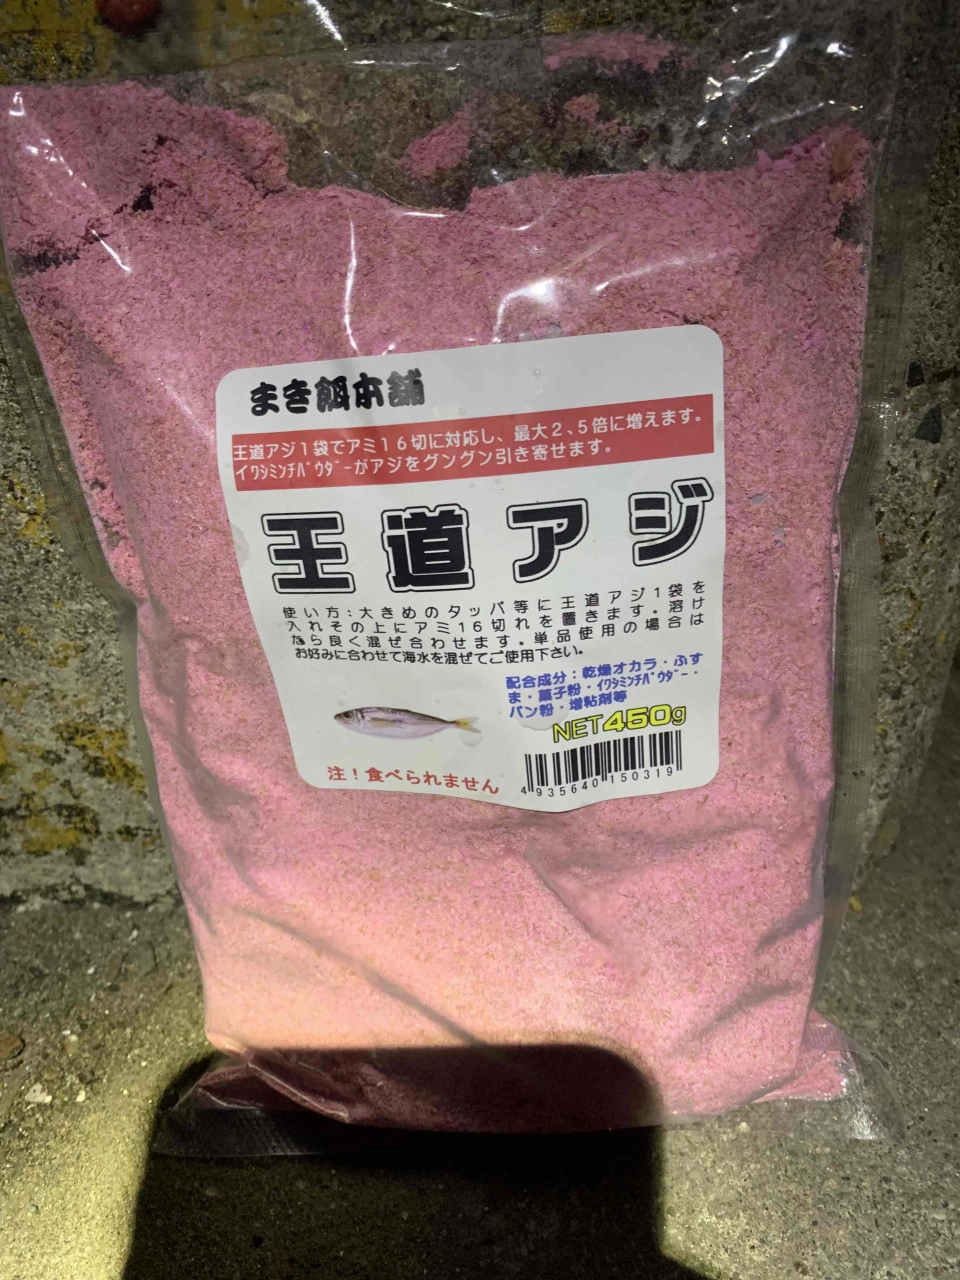 まき餌本舗
王道アジ１袋でアミ１６切に対応し、最大２、５倍に増えます。
ｲﾜｼﾐﾝﾁﾊﾟｳﾀﾞｰがアジをグングン引き寄せます。
王道アジ
使い方：大きめのタッパ等に王道アジ１袋を
入れその上にアミ16切れを置きます。溶け
たら良く混ぜ合わせます。単品使用の場合は
お好みに合わせて海水を混ぜてご使用下さい。
配合成分：乾燥オカラ・ふす
ま・菓子粉・ｲﾜｼﾐﾝﾁﾊﾟｳﾀﾞｰ・
パン粉・増粘剤等
NET450g
注！食べられません
4 935640 150319